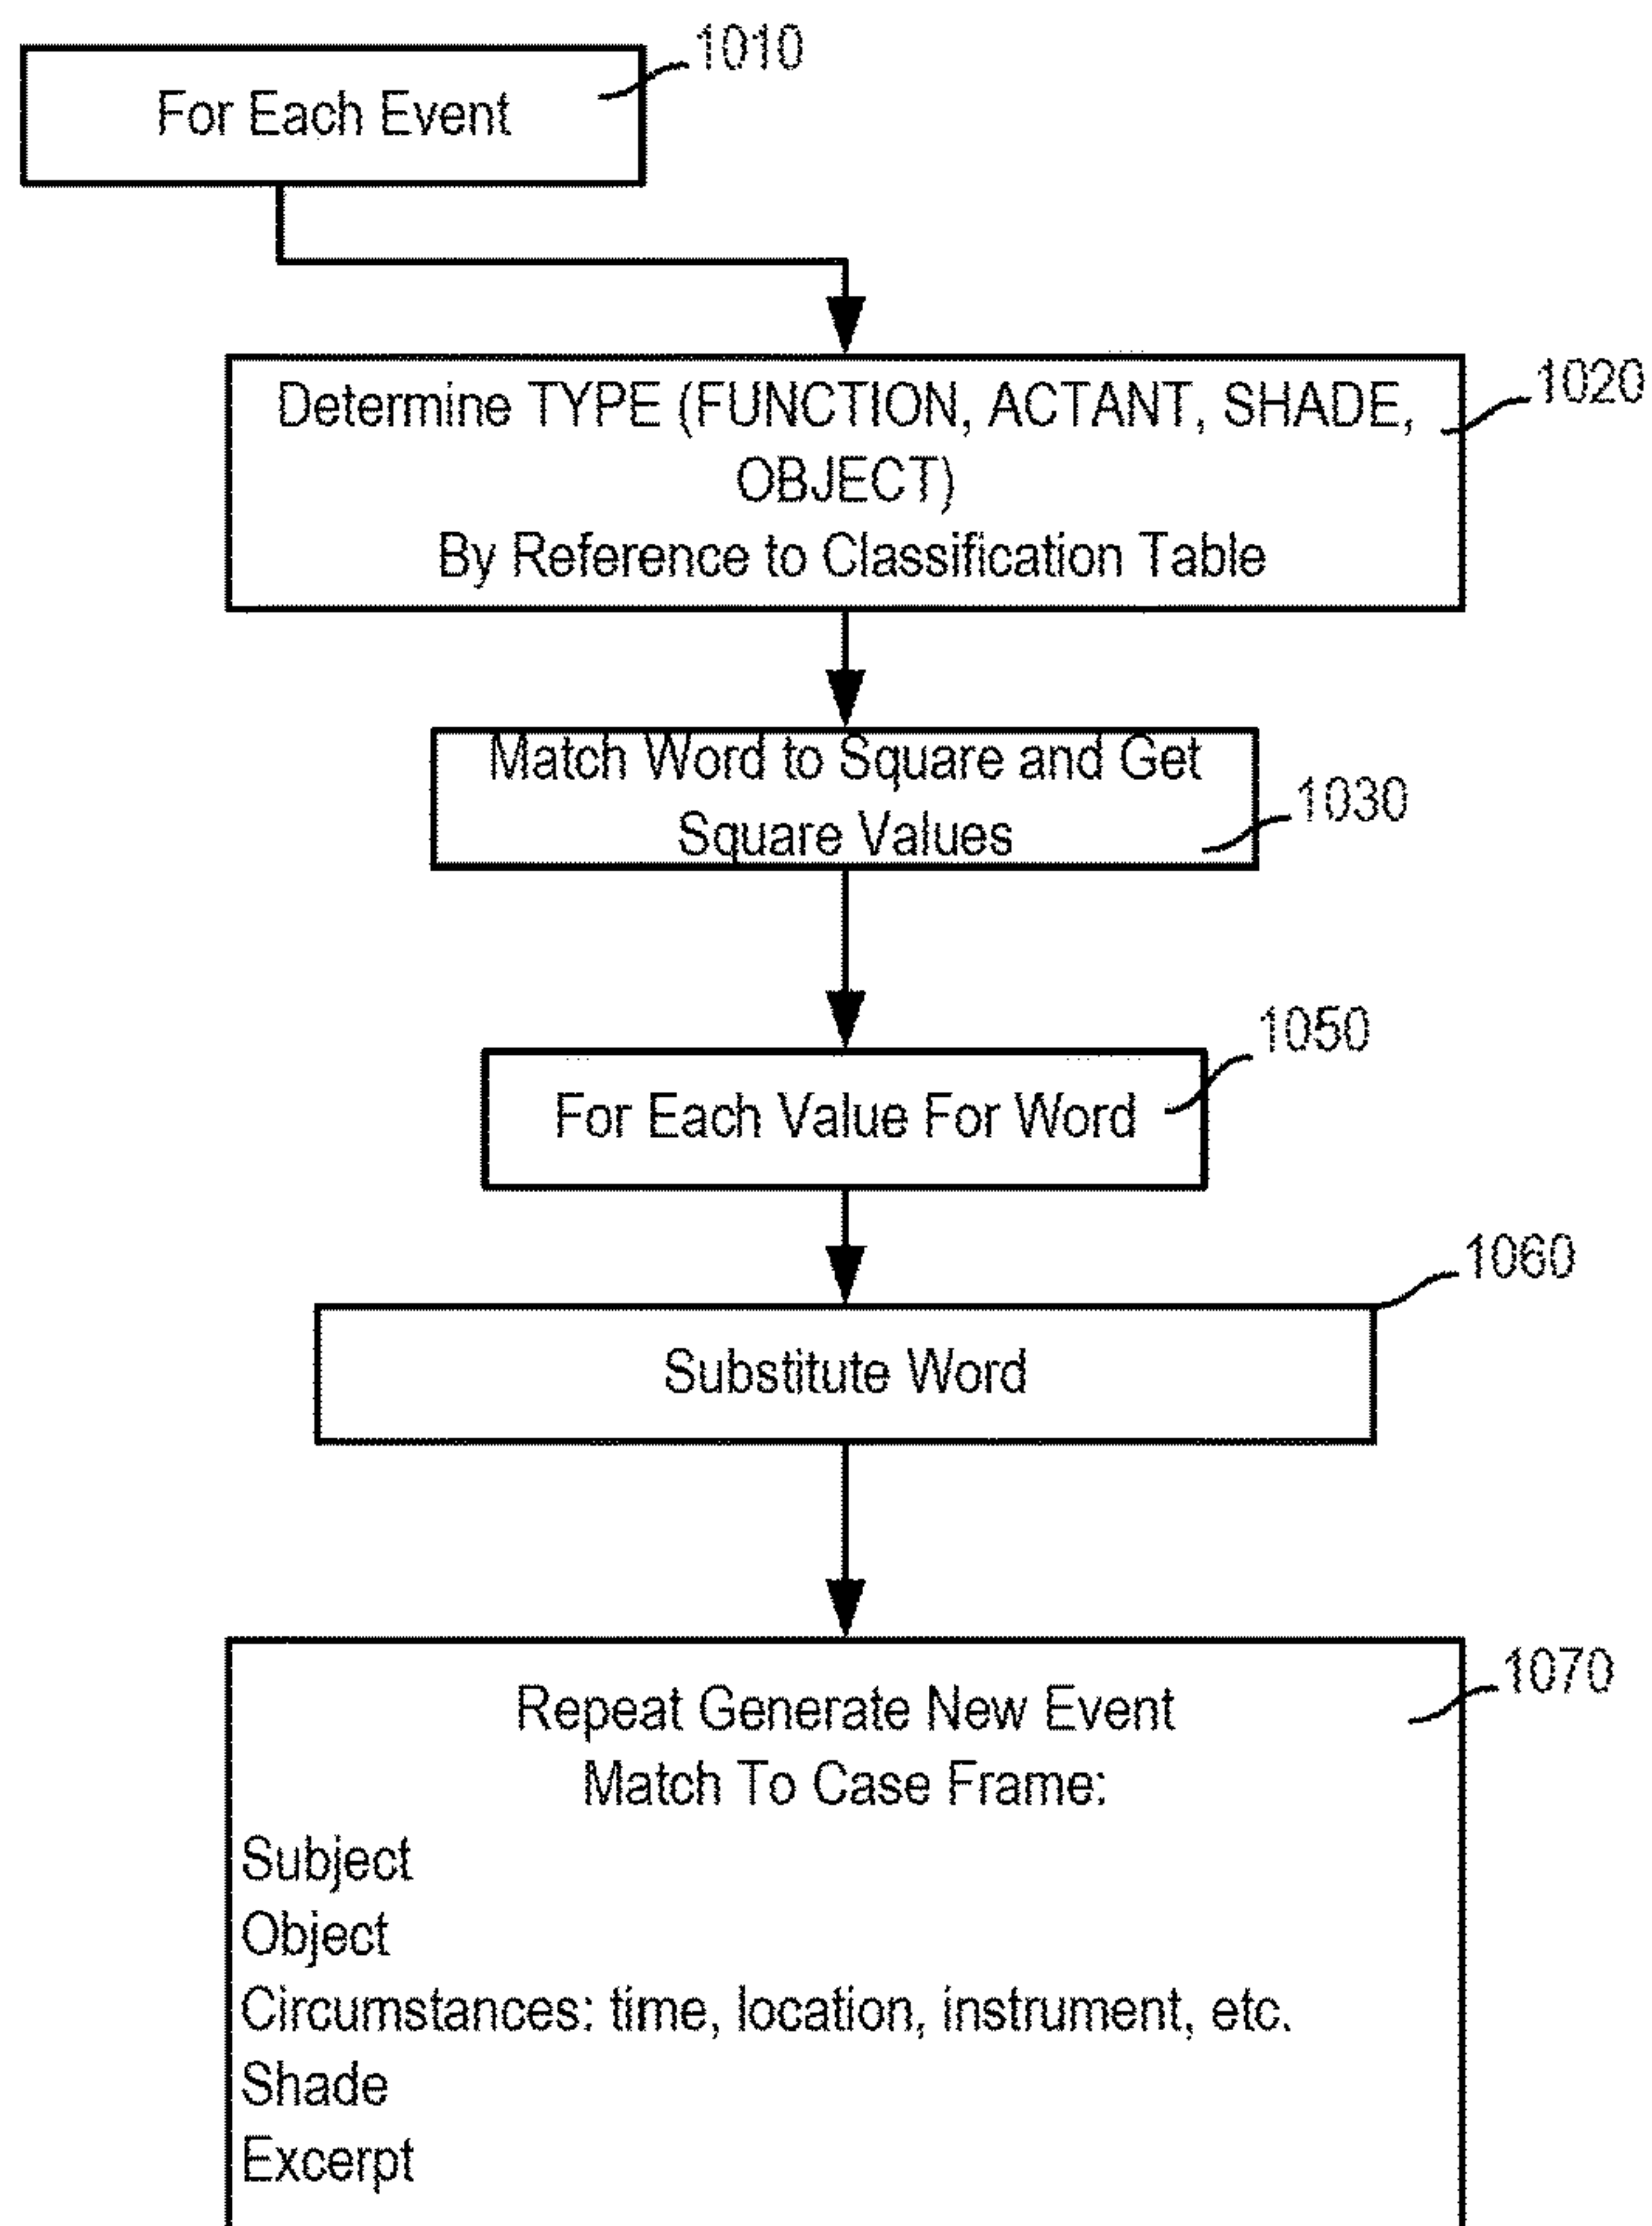 1010
For Each Event
1020
Determine TYPE (FUNCTION, ACTANT, SHADE,
OBJECT)
By Reference to Classification Table
Match Word to Square and Get
1030
Square Values
1050
For Each Value For Word
1060
Substitute Word
1070
Repeat Generate New Event
Match To Case Frame:
Subject
Object
Circumstances: time, location, instrument, etc.
Shade
Excerpt